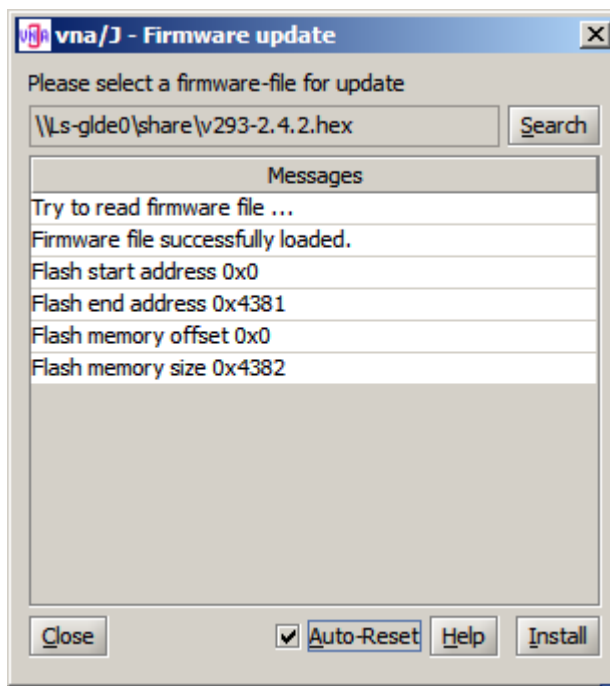 vna/J - Firmware update
Please select a firmware-file for update
\\Ls-glde0\share\v293-2.4.2.hex
Search
Messages
Try to read firmware file ...
Firmware file successfully loaded.
Flash start address 0x0
Flash end address 0x4381
Flash memory offset 0x0
Flash memory size 0x4382
Close
Auto-Reset
Help
Install